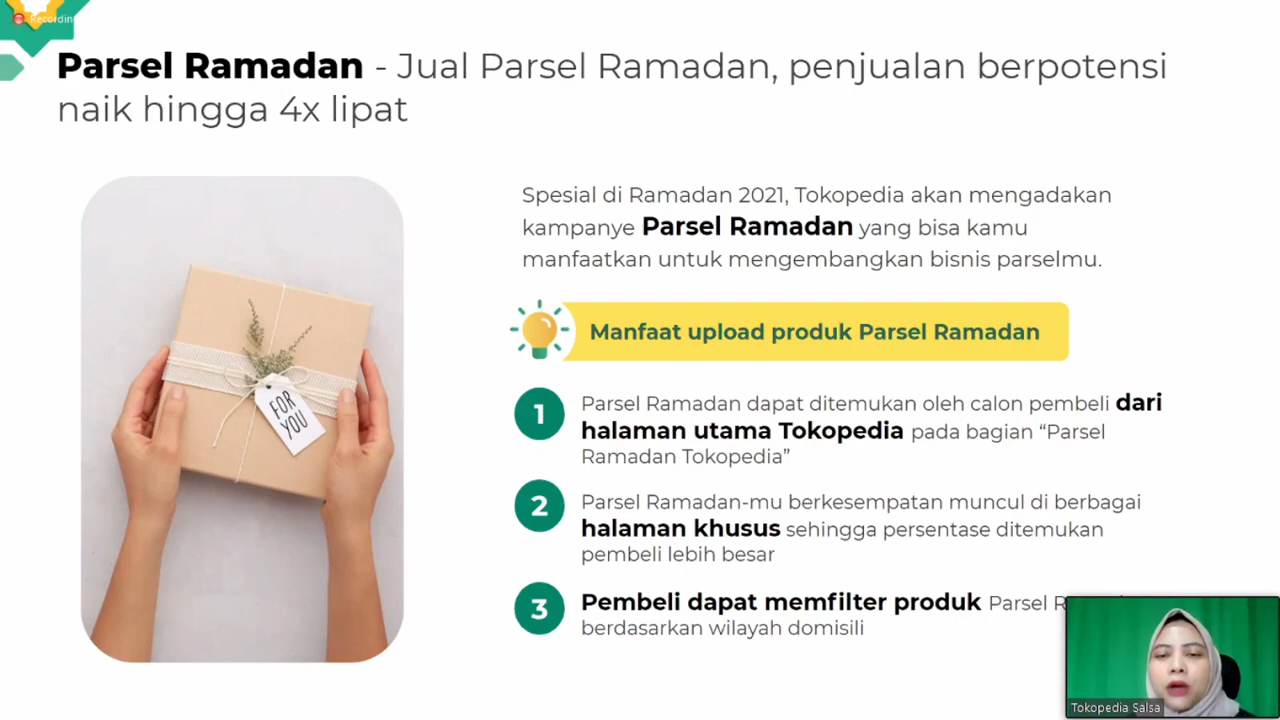 Recording
Parsel Ramadan - Jual Parsel Ramadan, penjualan berpotensi
naik hingga 4x lipat
Spesial di Ramadan 2021, Tokopedia akan mengadakan
kampanye Parsel Ramadan yang bisa kamu
manfaatkan untuk mengembangkan bisnis parselmu.
Manfaat upload produk Parsel Ramadan
FOR
YOU
1
Parsel Ramadan dapat ditemukan oleh calon pembeli dari
halaman utama Tokopedia pada bagian “Parsel
Ramadan Tokopedia”
2
Parsel Ramadan-mu berkesempatan muncul di berbagai
halaman khusus sehingga persentase ditemukan
pembeli lebih besar
3
Pembeli dapat memfilter produk Parsel
berdasarkan wilayah domisili
Tokopedia Salsa